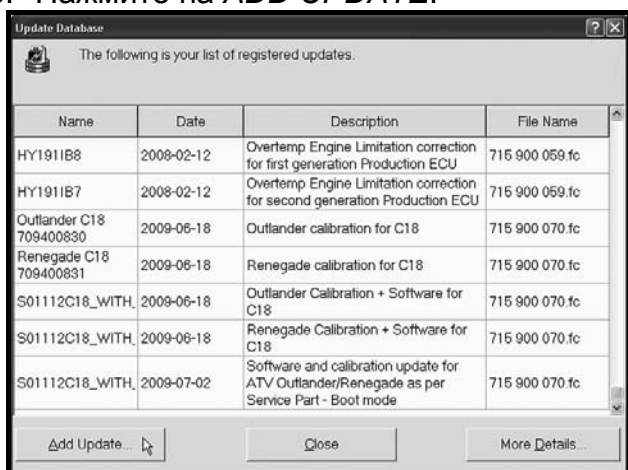 Нажмите на ADD UPDATE.
Update Database
The following is your list of registered updates.
Name Date Description File Name
HY191IB8 2008-02-12 Overtemp Engine Limitation correction for first generation Production ECU 715 900 059.fc
HY191IB7 2008-02-12 Overtemp Engine Limitation correction for second generation Production ECU 715 900 059.fc
Outlander C18 709400830 2009-06-18 Outlander calibration for C18 715 900 070.fc
Renegade C18 709400831 2009-06-18 Renegade calibration for C18 715 900 070.fc
S01112C18_WITH_ 2009-06-18 Outlander Calibration + Software for C18 715 900 070.fc
S01112C18_WITH_ 2009-06-18 Renegade Calibration + Software for C18 715 900 070.fc
S01112C18_WITH_ 2009-07-02 Software and calibration update for ATV Outlander/Renegade as per Service Part - Boot mode 715 900 070.fc
Add Update... Close More Details...